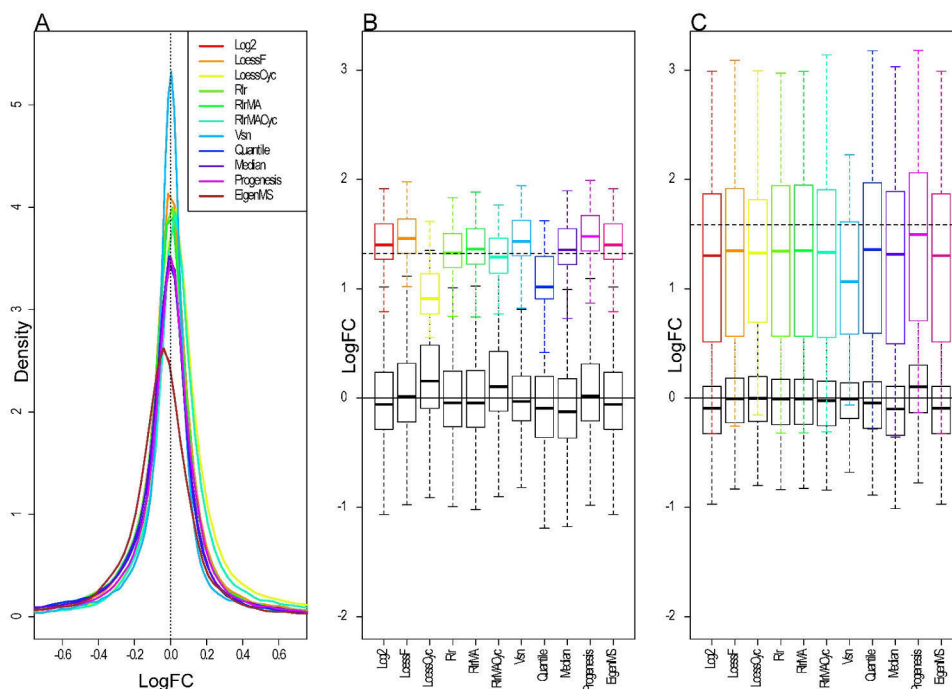 A
B
C
Log2
LoessF
LoessCyc
Rlr
RlrMA
RlrMACyc
Vsn
Quantile
Median
Progenesis
EigenMS
Density
5
4
3
2
1
0
-0.6
-0.4
-0.2
0.0
0.2
0.4
0.6
LogFC
LogFC
3
2
1
0
-1
-2
Log2
LoessF
LoessCyc
Rlr
RlrMA
RlrMACyc
Vsn
Quantile
Median
Progenesis
EigenMS
LogFC
3
2
1
0
-1
-2
Log2
LoessF
LoessCyc
Rlr
RlrMA
RlrMACyc
Vsn
Quantile
Median
Progenesis
EigenMS